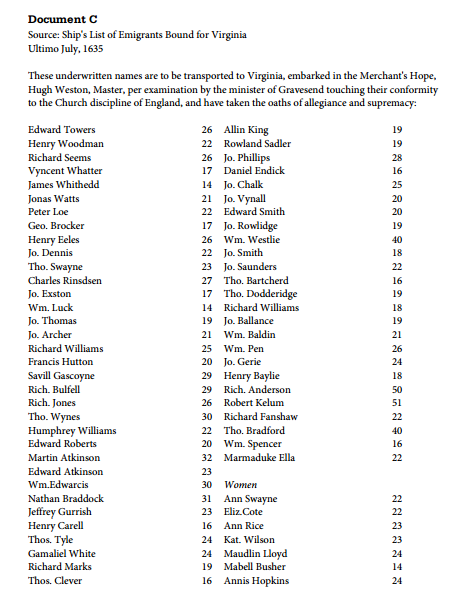 Document C
Source: Ship's List of Emigrants Bound for Virginia
Ultimo July, 1635
These underwritten names are to be transported to Virginia, embarked in the Merchant's Hope,
Hugh Weston, Master, per examination by the minister of Gravesend touching their conformity
to the Church discipline of England, and have taken the oaths of allegiance and supremacy:
Edward Towers 26
Henry Woodman 22
Richard Seems 26
Vyncent Whatter 17
James Whithedd 14
Jonas Watts 21
Peter Loe 22
Geo. Brocker 17
Henry Eeles 26
Jo. Dennis 22
Tho. Swayne 23
Charles Rinsdsen 27
Jo. Exston 17
Wm. Luck 14
Jo. Thomas 19
Jo. Archer 21
Richard Williams 25
Francis Hutton 20
Savill Gascoyne 29
Rich. Bulfell 29
Rich. Jones 26
Tho. Wynes 30
Humphrey Williams 22
Edward Roberts 20
Martin Atkinson 32
Edward Atkinson 23
Wm.Edwarcis 30
Nathan Braddock 31
Jeffrey Gurrish 23
Henry Carell 16
Thos. Tyle 24
Gamaliel White 24
Richard Marks 19
Thos. Clever 16
Allin King 19
Rowland Sadler 19
Jo. Phillips 28
Daniel Endick 16
Jo. Chalk 25
Jo. Vynall 20
Edward Smith 20
Jo. Rowlidge 19
Wm. Westlie 40
Jo. Smith 18
Jo. Saunders 22
Tho. Bartcherd 16
Tho. Dodderidge 19
Richard Williams 18
Jo. Ballance 19
Wm. Baldin 21
Wm. Pen 26
Jo. Gerie 24
Henry Baylie 18
Rich. Anderson 50
Robert Kelum 51
Richard Fanshaw 22
Tho. Bradford 40
Wm. Spencer 16
Marmaduke Ella 22
Women
Ann Swayne 22
Eliz.Cote 22
Ann Rice 23
Kat. Wilson 23
Maudlin Lloyd 24
Mabell Busher 14
Annis Hopkins 24